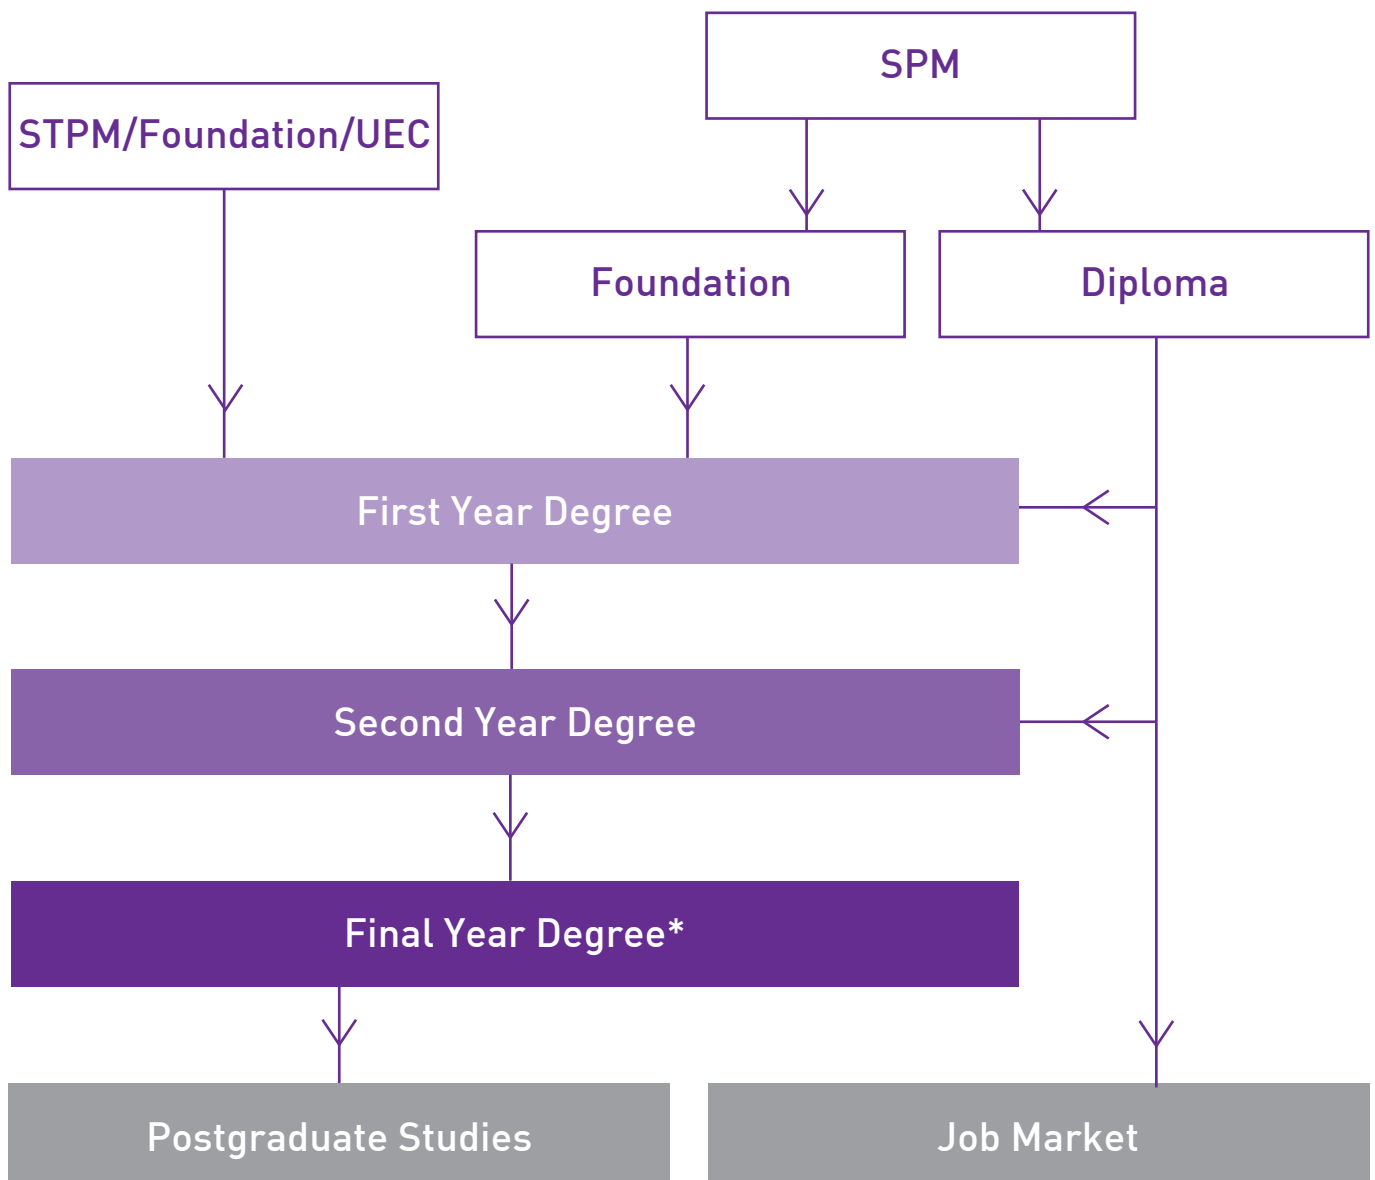 SPM
STPM/Foundation/UEC
Foundation
Diploma
First Year Degree
Second Year Degree
Final Year Degree*
Postgraduate Studies
Job Market